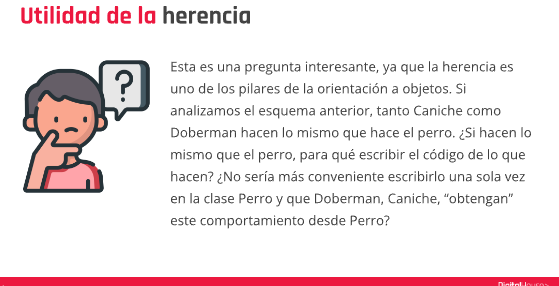 Utilidad de la herencia
?
Esta es una pregunta interesante, ya que la herencia es
uno de los pilares de la orientación a objetos. Si
analizamos el esquema anterior, tanto Caniche como
Doberman hacen lo mismo que hace el perro. ¿Si hacen lo
mismo que el perro, para qué escribir el código de lo que
hacen? ¿No sería más conveniente escribirlo una sola vez
en la clase Perro y que Doberman, Caniche, “obtengan”
este comportamiento desde Perro?